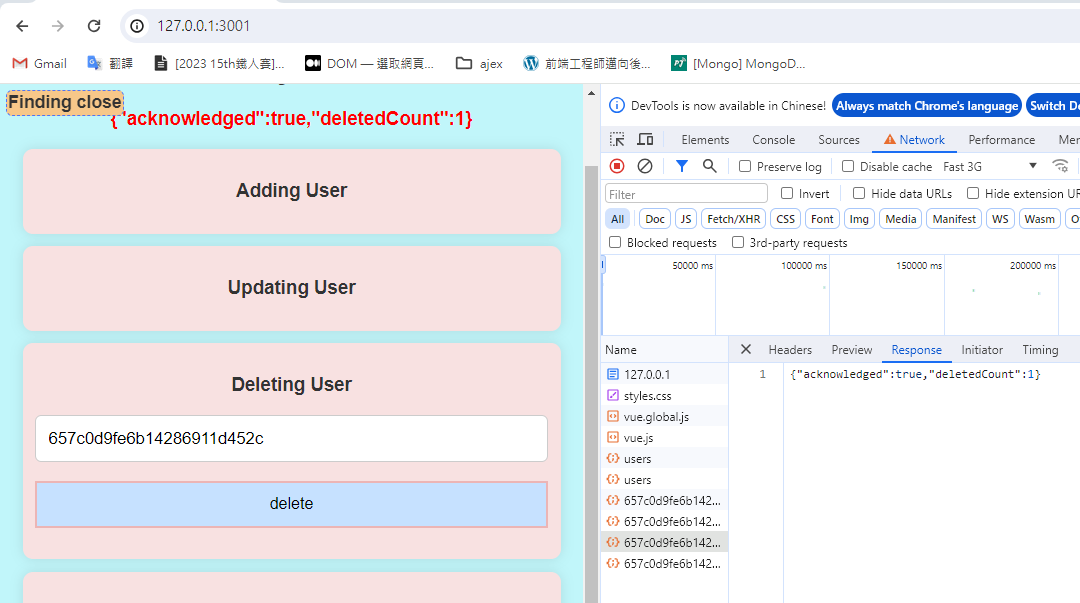 127.0.0.1:3001
Gmail 翻譯 [2023 15th鐵人賽]... DOM — 選取網頁... ajex 前端工程師邁向後... [Mongo] MongoD...
Finding close
{"acknowledged":true,"deletedCount":1}
Adding User
Updating User
Deleting User
657c0d9fe6b14286911d452c
delete
DevTools is now available in Chinese! Always match Chrome's language Switch De
Elements Console Sources Network Performance Mer
Preserve log Disable cache Fast 3G
Filter Invert Hide data URLs Hide extension UR
All Doc JS Fetch/XHR CSS Font Img Media Manifest WS Wasm O
Blocked requests 3rd-party requests
50000 ms 100000 ms 150000 ms 200000 ms
Name Headers Preview Response Initiator Timing
127.0.0.1
styles.css
vue.global.js
vue.js
users
users
657c0d9fe6b142...
657c0d9fe6b142...
657c0d9fe6b142...
657c0d9fe6b142...
1 {"acknowledged":true,"deletedCount":1}